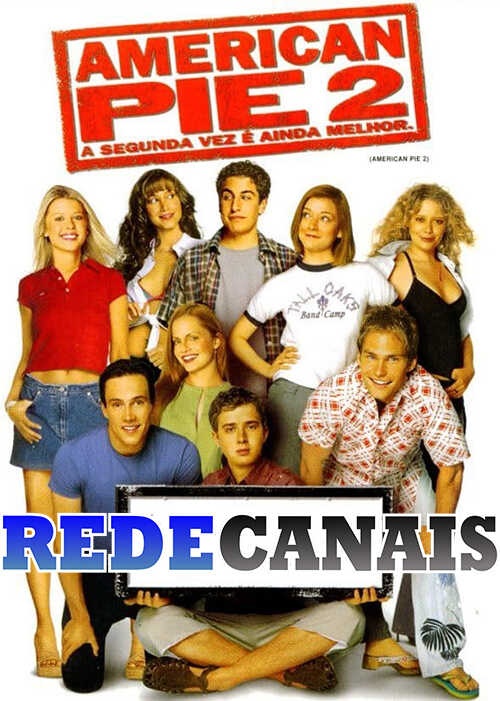 AMERICAN
PIE 2
A SEGUNDA VEZ É AINDA MELHOR.
(AMERICAN PIE 2)
TALL OAKS
Band Camp
REDECANAIS